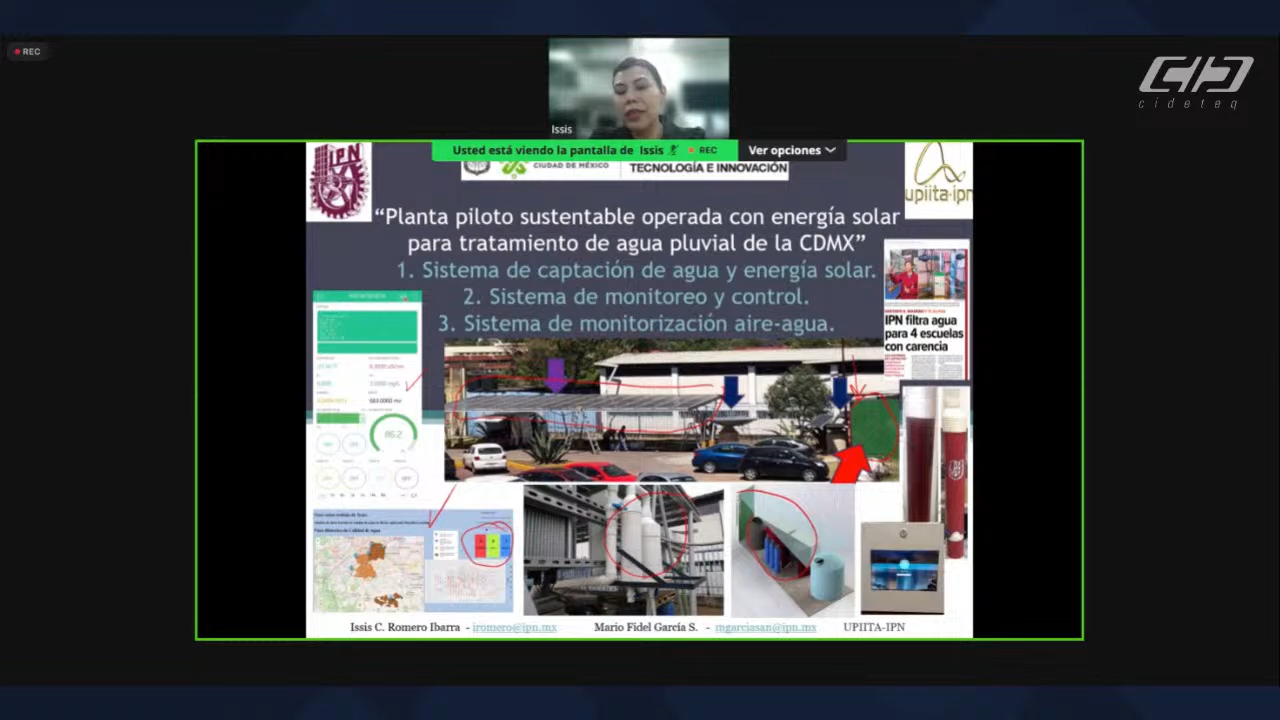 REC
CID
cideteq
Issis
Usted está viendo la pantalla de Issis
REC
Ver opciones
IPN
CIUDAD DE MÉXICO
TECNOLOGÍA E INNOVACIÓN
upiita-ipn
“Planta piloto sustentable operada con energía solar
para tratamiento de agua pluvial de la CDMX”
1. Sistema de captación de agua y energía solar.
2. Sistema de monitoreo y control.
3. Sistema de monitorización aire-agua.
IPN filtra agua
para 4 escuelas
con carencia
86.2
Issis C. Romero Ibarra - iromero@ipn.mx
Mario Fidel García S. - mgarciasan@ipn.mx
UPIITA-IPN